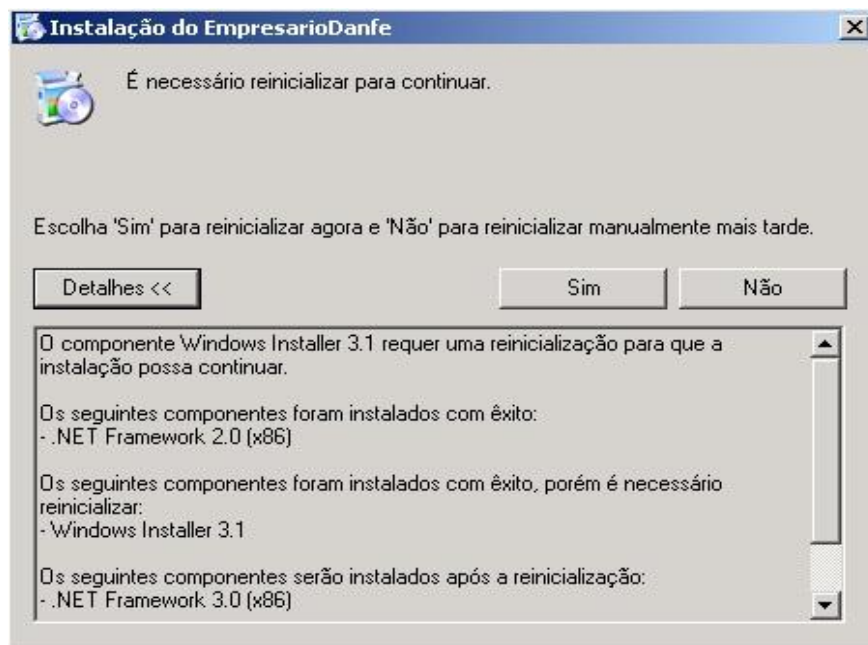 Instalação do EmpresarioDanfe
É necessário reinicializar para continuar.
Escolha 'Sim' para reinicializar agora e 'Não' para reinicializar manualmente mais tarde.
Detalhes <<
Sim
Não
O componente Windows Installer 3.1 requer uma reinicialização para que a
instalação possa continuar.
Os seguintes componentes foram instalados com êxito:
- .NET Framework 2.0 (x86)
Os seguintes componentes foram instalados com êxito, porém é necessário
reinicializar:
- Windows Installer 3.1
Os seguintes componentes serão instalados após a reinicialização:
- .NET Framework 3.0 (x86)